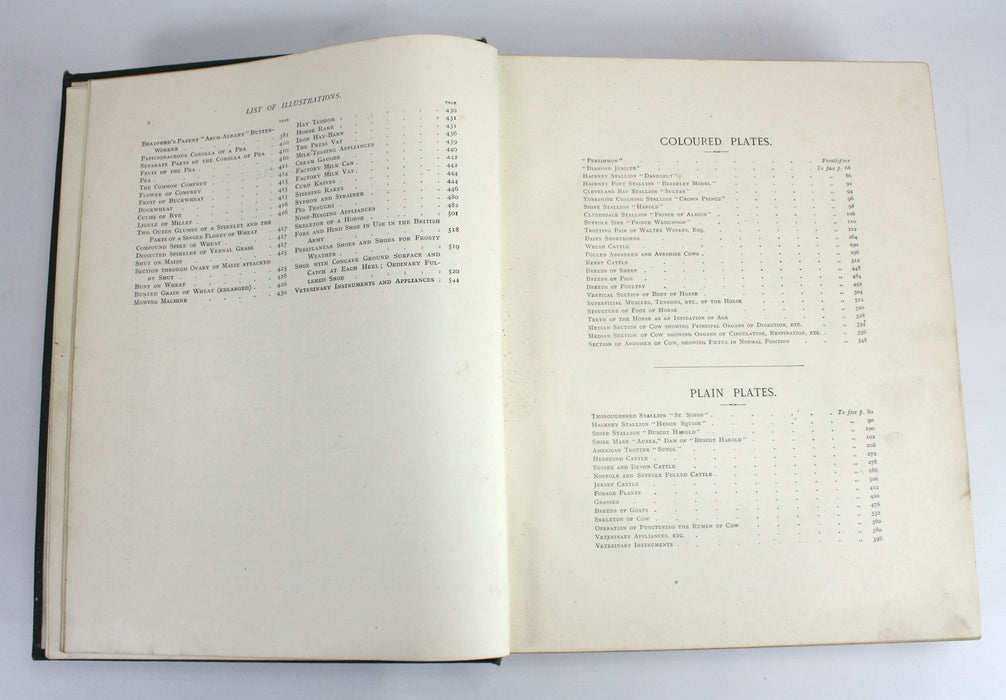 LIST OF ILLUSTRATIONS.
PAGE
BRADFORD'S PATENT "ARCH-ALBANY" BUTTER-
WORKER . . . . 381
PAPILIONACEOUS COROLLA OF A PEA . 410
SEPARATE PARTS OF THE COROLLA OF PEA . 410
FRUIT OF THE PEA . . . 411
PEA . . . .
THE COMMON COMFREY . . .
FLOWER OF COMFREY . . . 415
FRUIT OF BUCKWHEAT . . . 415
BUCKWHEAT . . . 416
CULMS OF RYE . . . 416
LIGULE OF MILLET . . .
TWO OUTER GLUMES OF A SPIKELET AND THE
PARTS OF A SINGLE FLORET OF WHEAT . 417
COMPOUND SPIKE OF WHEAT . . 417
DISSECTED SPIKELET OF VERNAL GRASS . 417
SMUT ON MAIZE . . . 425
SECTION THROUGH OVARY OF MAIZE ATTACKED
BY SMUT . . . 425
BUNT ON WHEAT . . . 426
BUNTED GRAIN OF WHEAT (ENLARGED) . . 426
MOWING MACHINE . . . 430
PAGE
HAY TEDDER . . . 430
HORSE RAKE . . . 431
IRON HAY-BARN . . . 431
THE PRESS VAT . . . 436
MILK-TESTING APPLIANCES . . 439
CREAM GAUGES . . . 440
FACTORY MILK CAN . . . 442
FACTORY MILK VAT . . . 442
CURD KNIVES . . . 444
STIRRING RAKES . . . 444
SYPHON AND STRAINER . . . 446
PIG TROUGHS . . . 480
NOSE-RINGING APPLIANCES . . 482
SKELETON OF A HORSE . . . 501
FORE AND HIND SHOE IN USE IN THE BRITISH
ARMY . . . . 518
PERIPLANTAR SHOES AND SHOES FOR FROSTY
WEATHER . . . . 519
SHOE WITH CONCAVE GROUND SURFACE AND
CATCH AT EACH HEEL; ORDINARY FUL-
LERED SHOE . . . 520
VETERINARY INSTRUMENTS AND APPLIANCES . 544
COLOURED PLATES.
"PERSIMMON" . . . Frontispiece
"DIAMOND JUBILEE" . . . To face p. 66
HACKNEY STALLION "DANEGELT" . . " 86
HACKNEY PONY STALLION "BERKELEY MODEL" . " 92
CLEVELAND BAY STALLION "SULTAN" . . " 94
YORKSHIRE COACHING STALLION "CROWN PRINCE" . " 96
SHIRE STALLION "HAROLD" . . " 98
CLYDESDALE STALLION "PRINCE OF ALBION" . " 106
SUFFOLK SIRE "PRINCE WEDGWOOD" . . " 110
TROTTING PAIR OF WALTER WINANS, ESQ. . " 212
DAIRY SHORTHORNS . . . " 264
WELSH CATTLE . . . " 290
POLLED ABERDEEN AND AYRSHIRE COWS . " 296
KERRY CATTLE . . . " 312
BREEDS OF SHEEP . . . " 448
BREEDS OF PIGS . . . " 484
BREEDS OF POULTRY . . . " 492
VERTICAL SECTION OF BODY OF HORSE . . " 504
SUPERFICIAL MUSCLES, TENDONS, ETC., OF THE HORSE . " 512
STRUCTURE OF FOOT OF HORSE . . " 520
TEETH OF THE HORSE AS AN INDICATION OF AGE . " 528
MEDIAN SECTION OF COW SHOWING PRINCIPAL ORGANS OF DIGESTION, ETC. . " 534
MEDIAN SECTION OF COW SHOWING ORGANS OF CIRCULATION, RESPIRATION, ETC. . " 536
SECTION OF ABDOMEN OF COW, SHOWING FŒTUS IN NORMAL POSITION . " 548
PLAIN PLATES.
THOROUGHBRED STALLION "ST. SIMON" . . To face p. 80
HACKNEY STALLION "HEDON SQUIRE" . . " 90
SHIRE STALLION "BUSCOT HAROLD" . . " 100
SHIRE MARE "AUREA," DAM OF "BUSCOT HAROLD" . " 102
AMERICAN TROTTER "SUNOL" . . " 206
HEREFORD CATTLE . . . " 272
SUSSEX AND DEVON CATTLE . . " 278
NORFOLK AND SUFFOLK POLLED CATTLE . . " 286
JERSEY CATTLE . . . " 306
FORAGE PLANTS . . . " 412
GRASSES . . . " 420
BREEDS OF GOATS . . . " 476
SKELETON OF COW . . . " 532
OPERATION OF PUNCTURING THE RUMEN OF COW . " 560
VETERINARY APPLIANCES, ETC. . . " 580
VETERINARY INSTRUMENTS . . . " 596